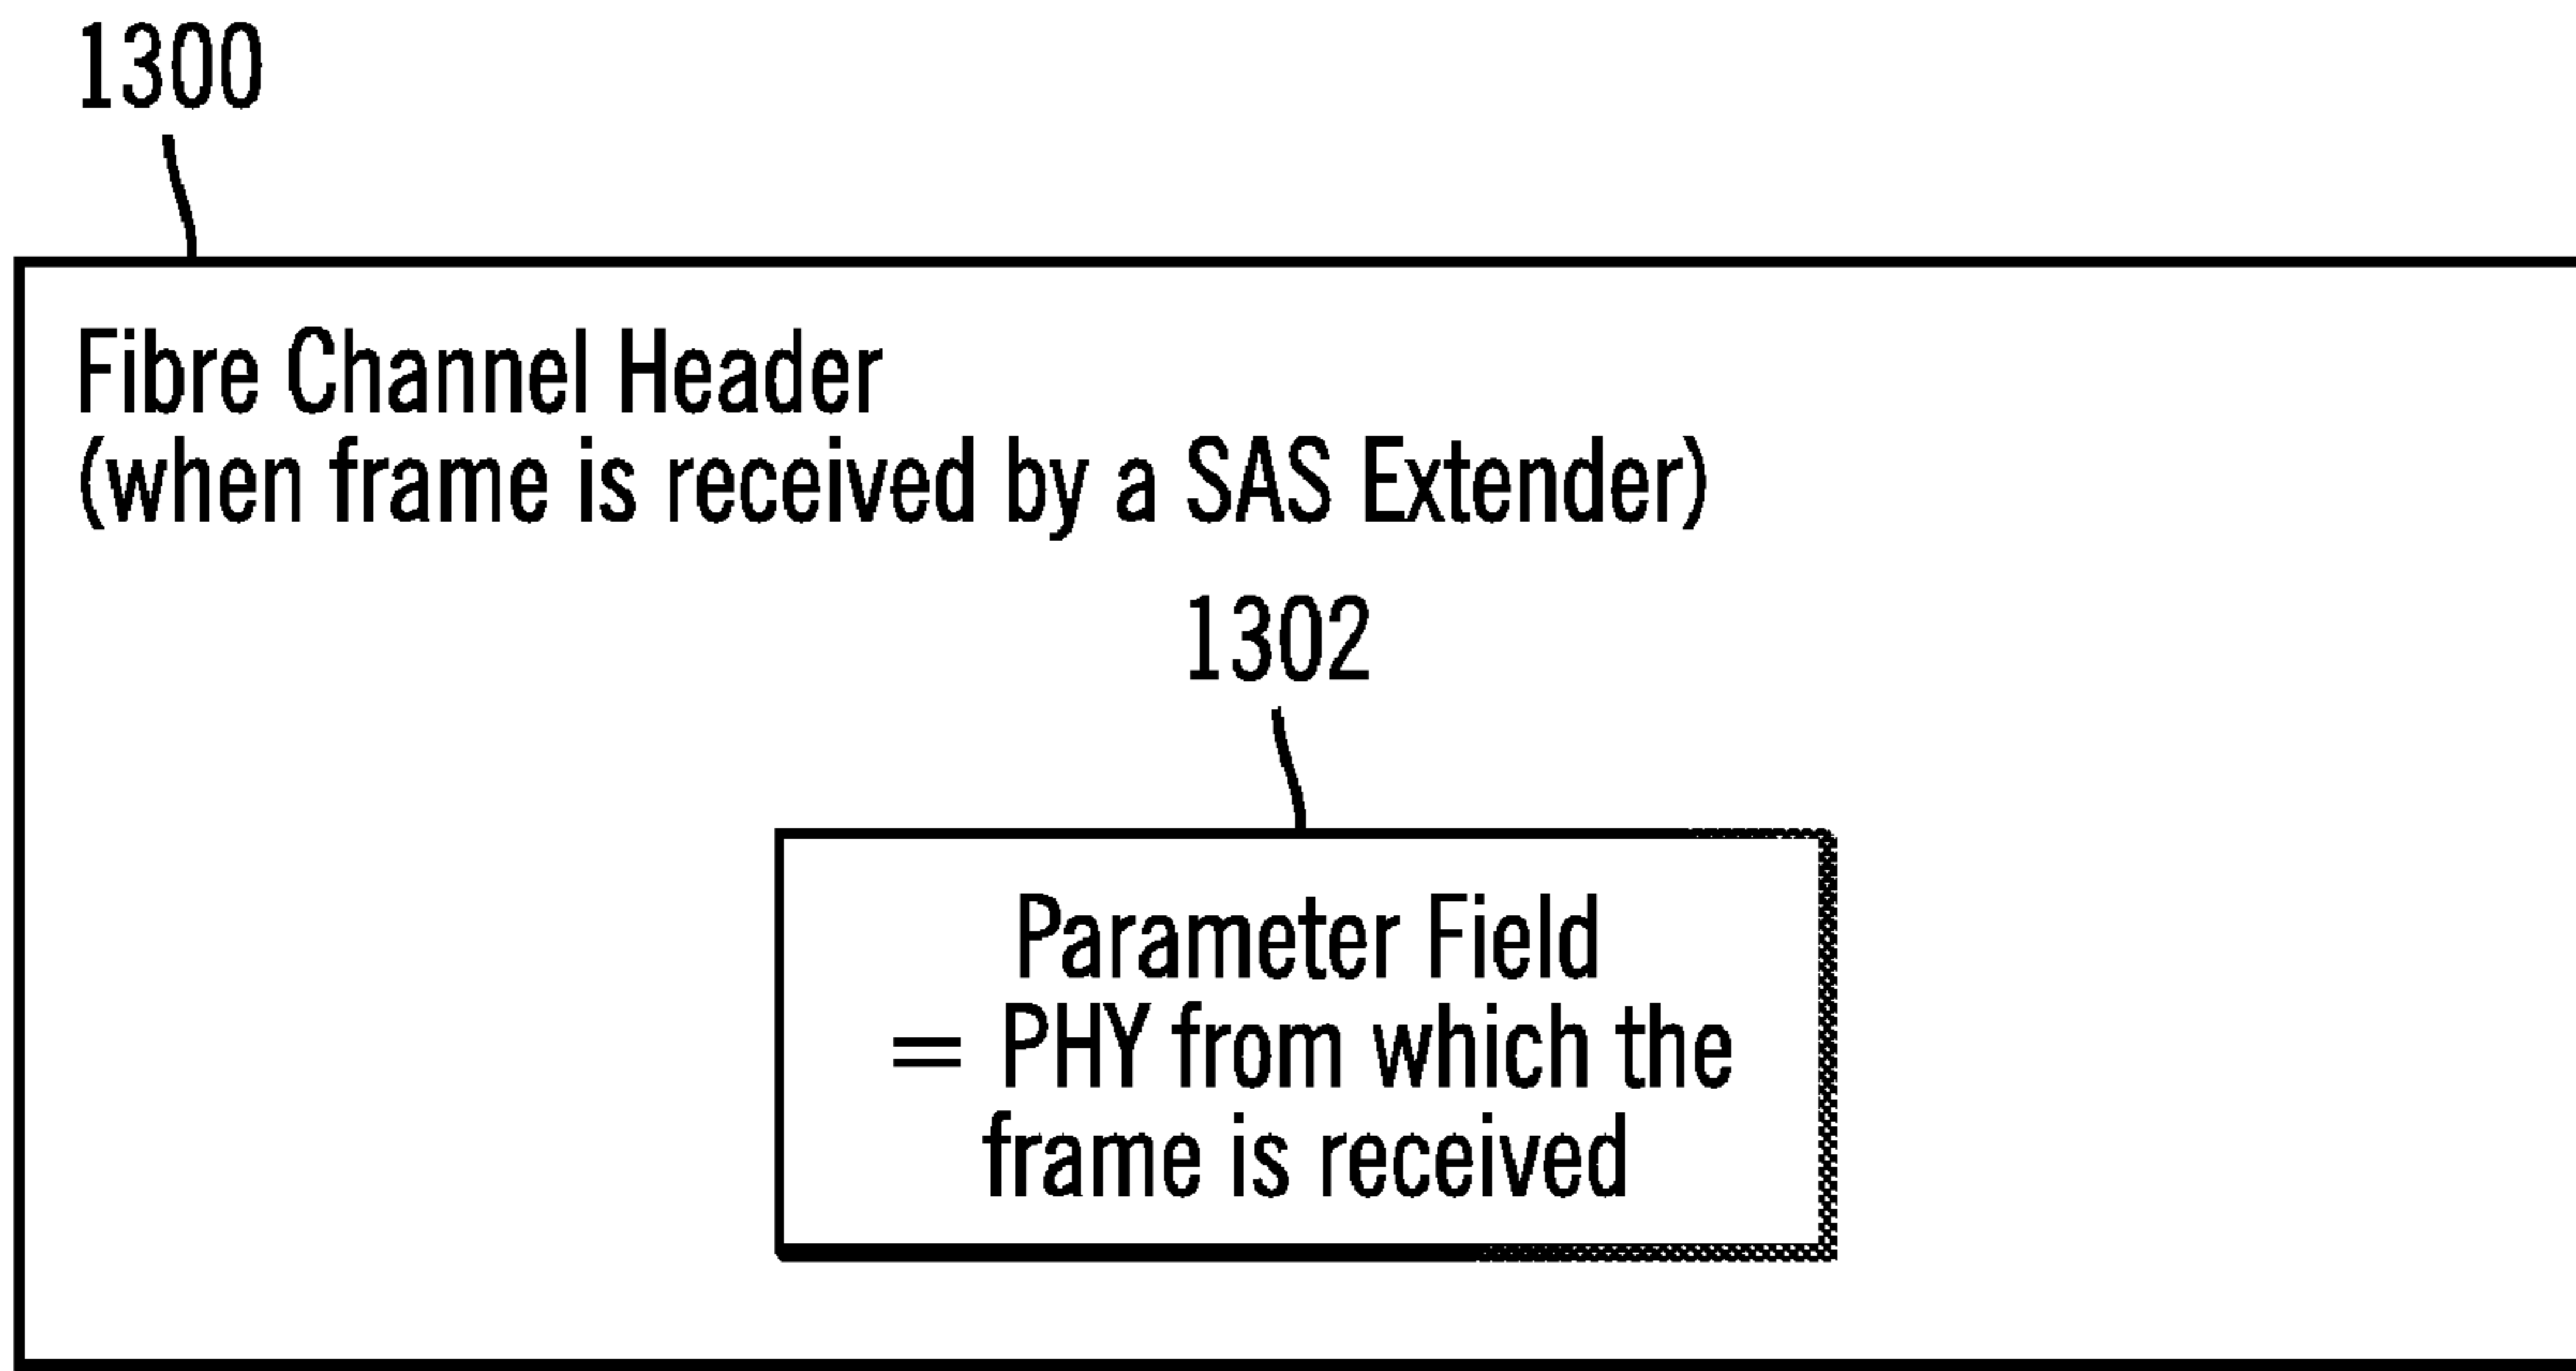 1300
Fibre Channel Header
(when frame is received by a SAS Extender)
1302
Parameter Field
= PHY from which the
frame is received